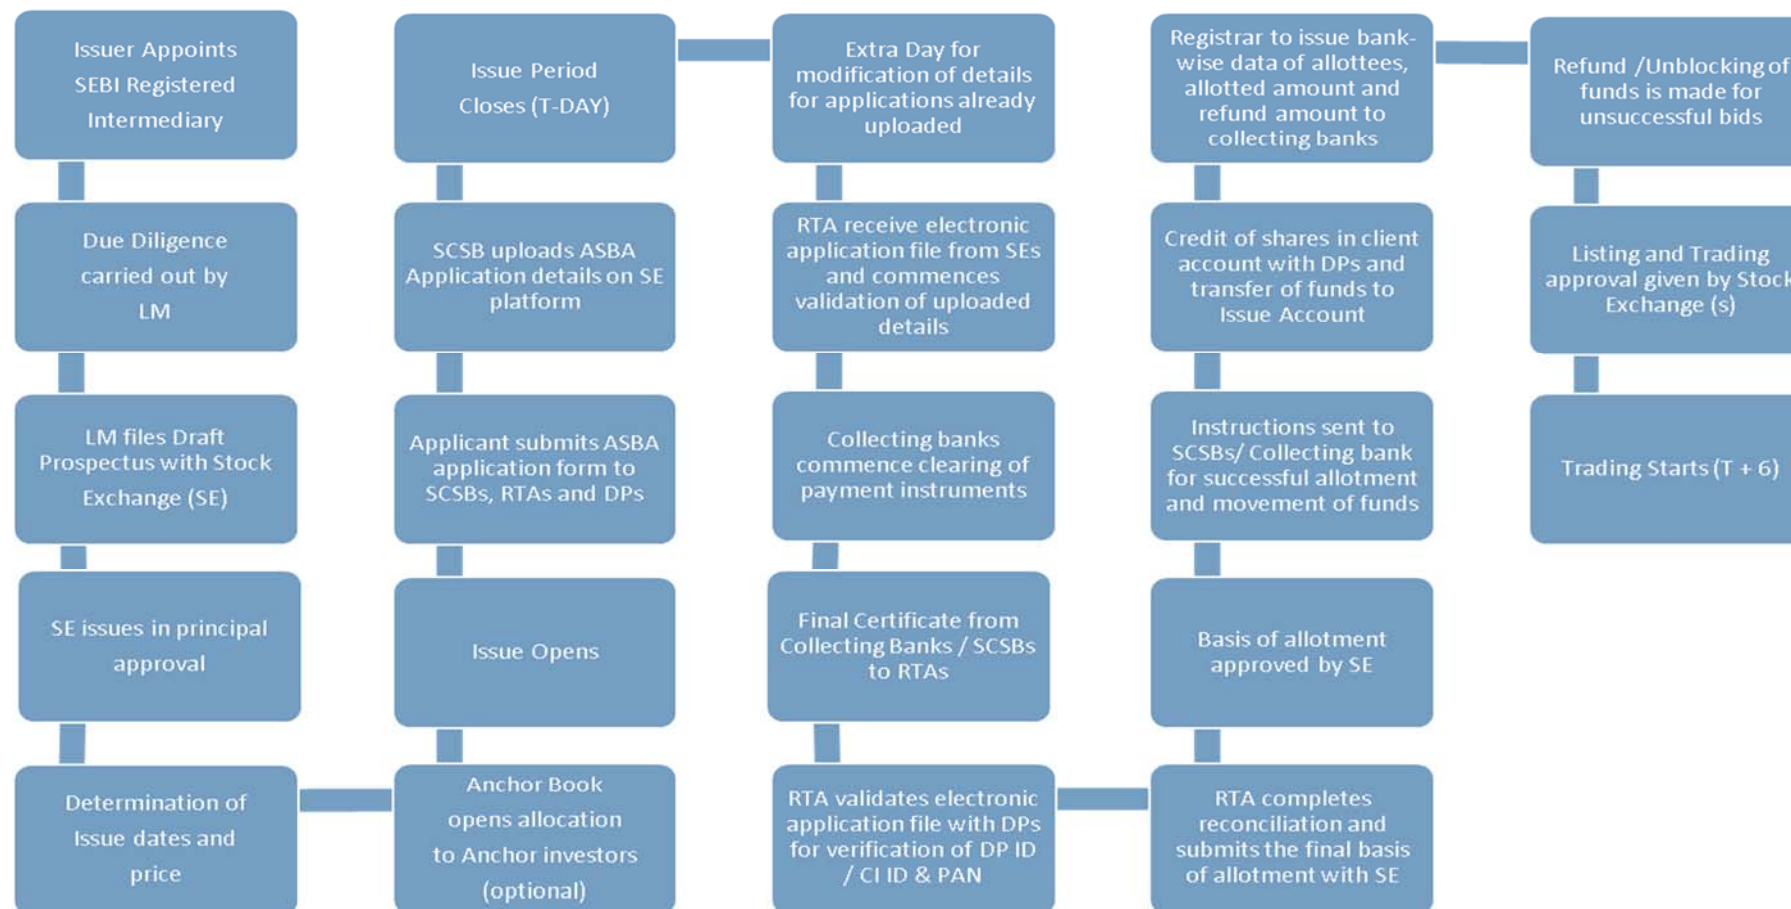 Issuer Appoints
SEBI Registered
Intermediary
Due Diligence
carried out by
LM
LM files Draft
Prospectus with Stock
Exchange (SE)
SE issues in principal
approval
Determination of
Issue dates and
price
Anchor Book
opens allocation
to Anchor investors
(optional)
Issue Opens
Applicant submits ASBA
application form to
SCSBs, RTAs and DPs
SCSB uploads ASBA
Application details on SE
platform
Issue Period
Closes (T-DAY)
Extra Day for
modification of details
for applications already
uploaded
RTA receive electronic
application file from SEs
and commences
validation of uploaded
details
Collecting banks
commence clearing of
payment instruments
Final Certificate from
Collecting Banks / SCSBs
to RTAs
RTA validates electronic
application file with DPs
for verification of DP ID
/ CI ID & PAN
RTA completes
reconciliation and
submits the final basis
of allotment with SE
Basis of allotment
approved by SE
Instructions sent to
SCSBs/ Collecting bank
for successful allotment
and movement of funds
Credit of shares in client
account with DPs and
transfer of funds to
Issue Account
Registrar to issue bank-
wise data of allottees,
allotted amount and
refund amount to
collecting banks
Refund /Unblocking of
funds is made for
unsuccessful bids
Listing and Trading
approval given by Stock
Exchange (s)
Trading Starts (T + 6)